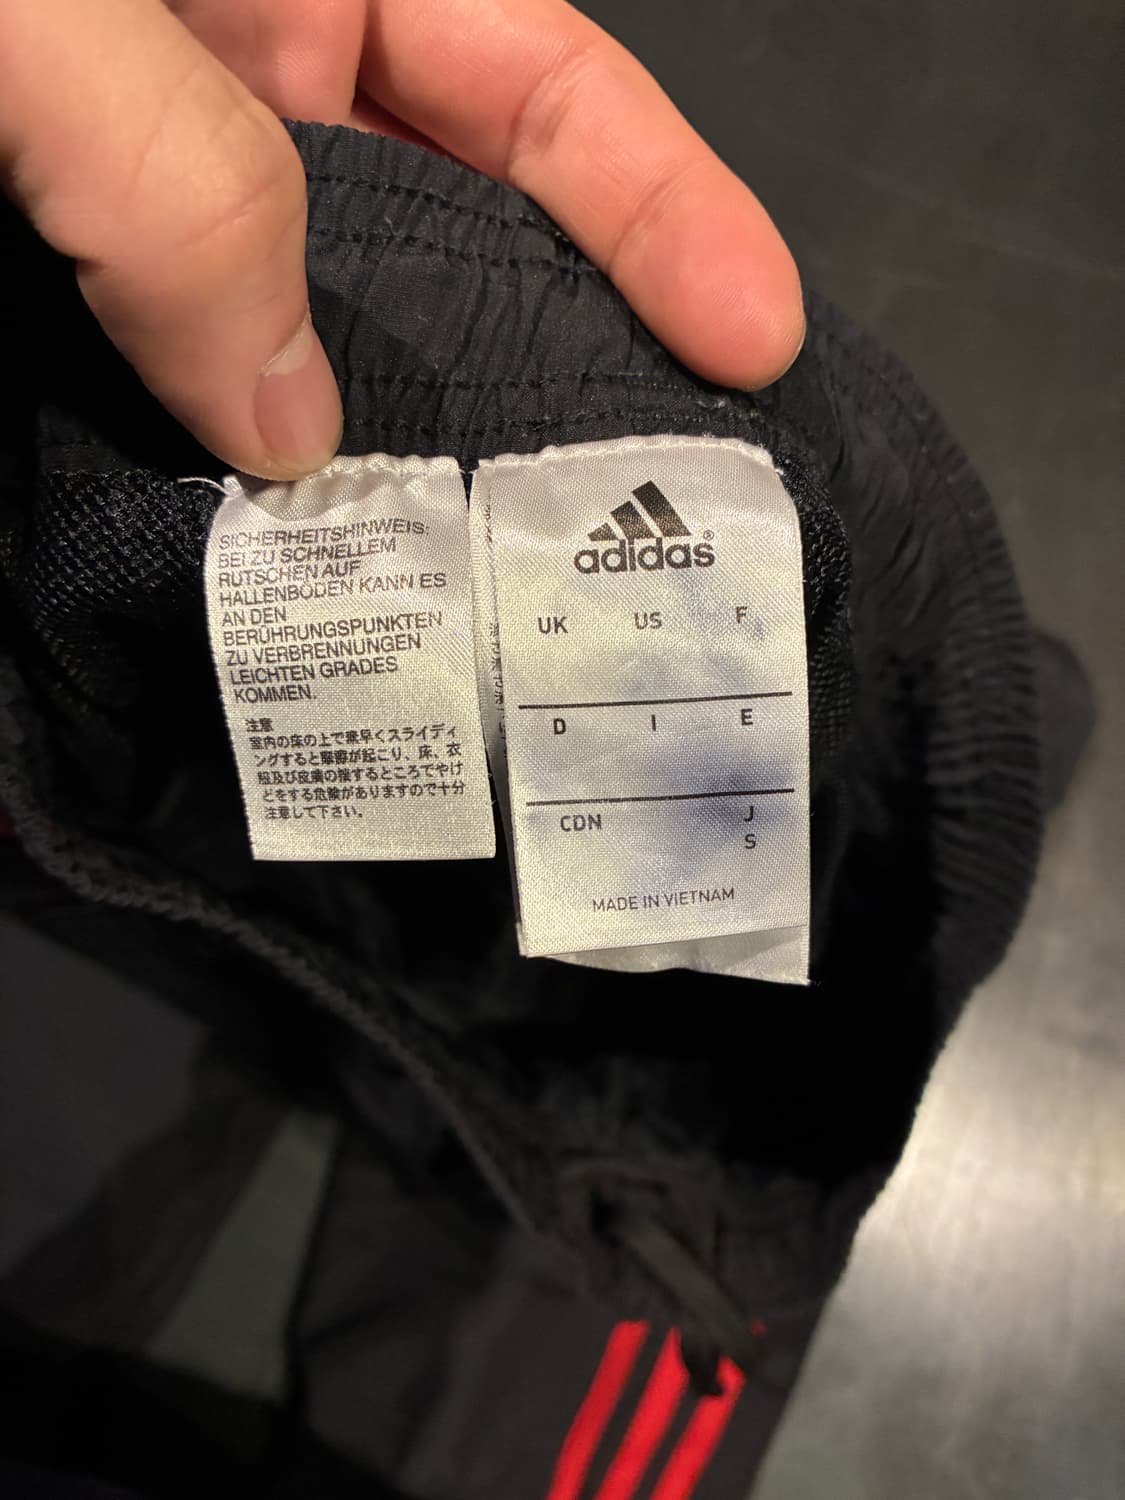 SICHERHEITSHINWEIS:
BEI ZU SCHNELLEM
RUTSCHEN AUF
HALLENBÖDEN KANN ES
AN DEN
BERÜHRUNGSPUNKTEN
ZU VERBRENNUNGEN
LEICHTEN GRADES
KOMMEN.
注意
室内の床の上で素早くスライディ
ングすると摩擦が起こり、床、衣
服及び皮膚の接するところでやけ
どをする危険がありますので十分
注意して下さい。
adidas®
UK US F
D I E
CDN J
S
MADE IN VIETNAM